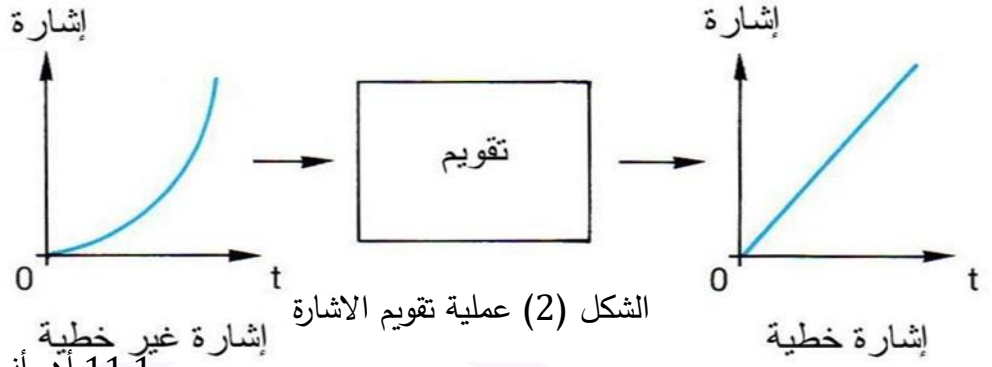 إشارة
إشارة
تقويم
0
t
0
t
الشكل (2) عملية تقويم الاشارة
إشارة غير خطية
إشارة خطية